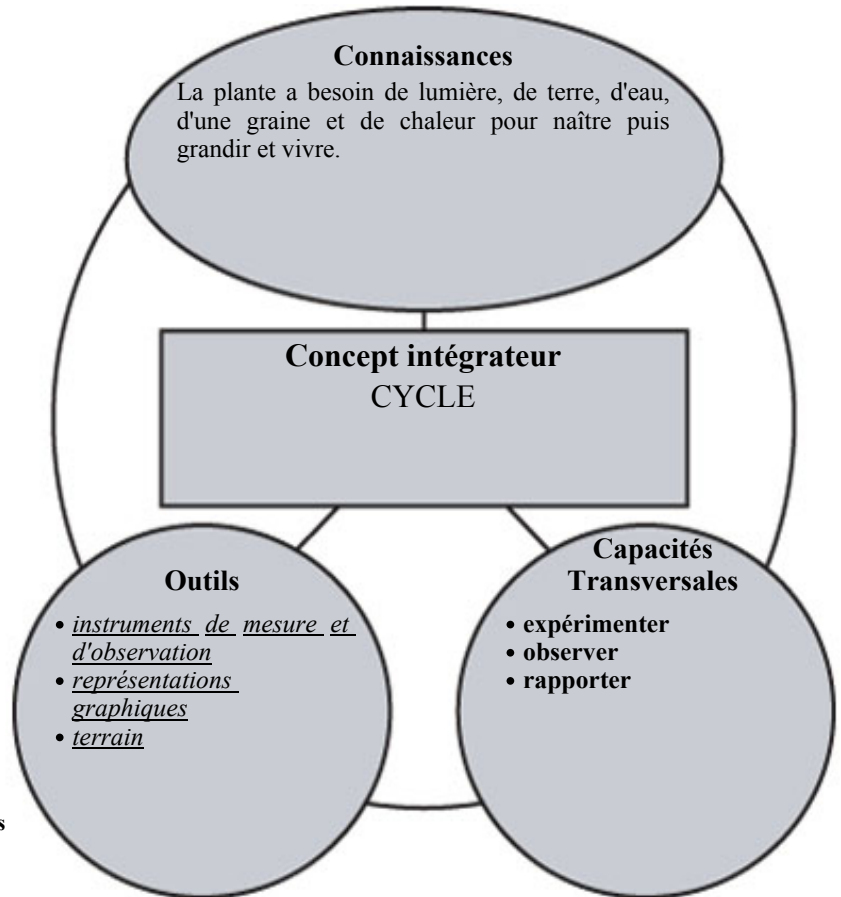 Connaissances
La plante a besoin de lumière, de terre, d'eau,
d'une graine et de chaleur pour naître puis
grandir et vivre.
Concept intégrateur
CYCLE
Outils
• instruments de mesure et
d'observation
• représentations
graphiques
• terrain
Capacités
Transversales
• expérimenter
• observer
• rapporter
s